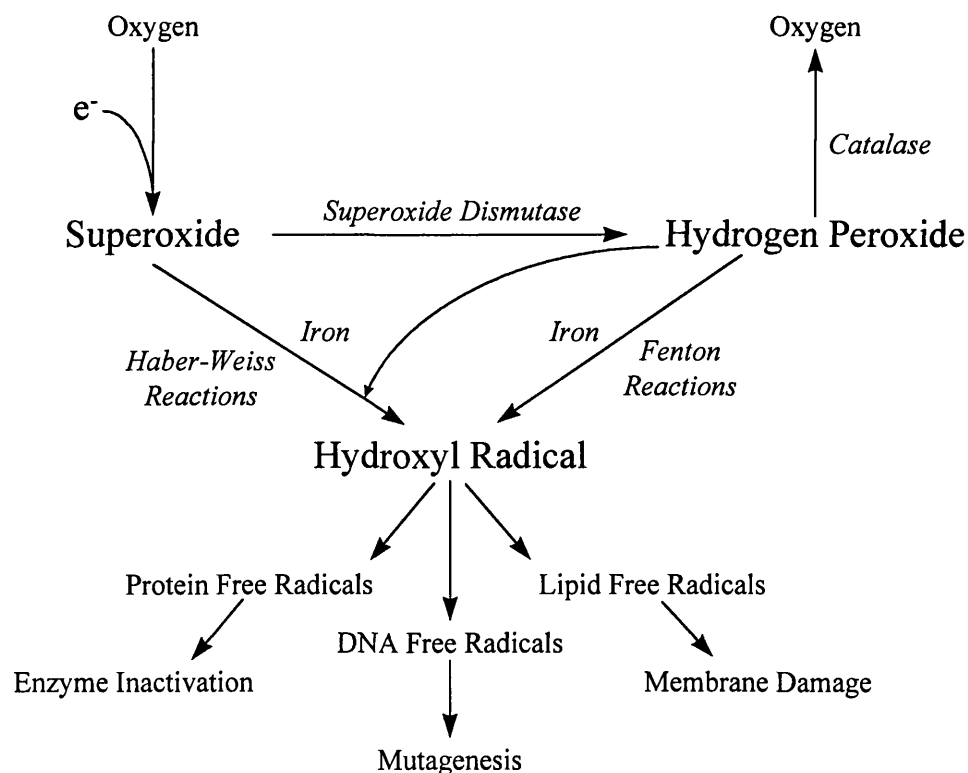 Oxygen
Oxygen
e-
Catalase
Superoxide Dismutase
Superoxide
Hydrogen Peroxide
Iron
Iron
Haber-Weiss
Reactions
Fenton
Reactions
Hydroxyl Radical
Protein Free Radicals
Lipid Free Radicals
DNA Free Radicals
Enzyme Inactivation
Membrane Damage
Mutagenesis